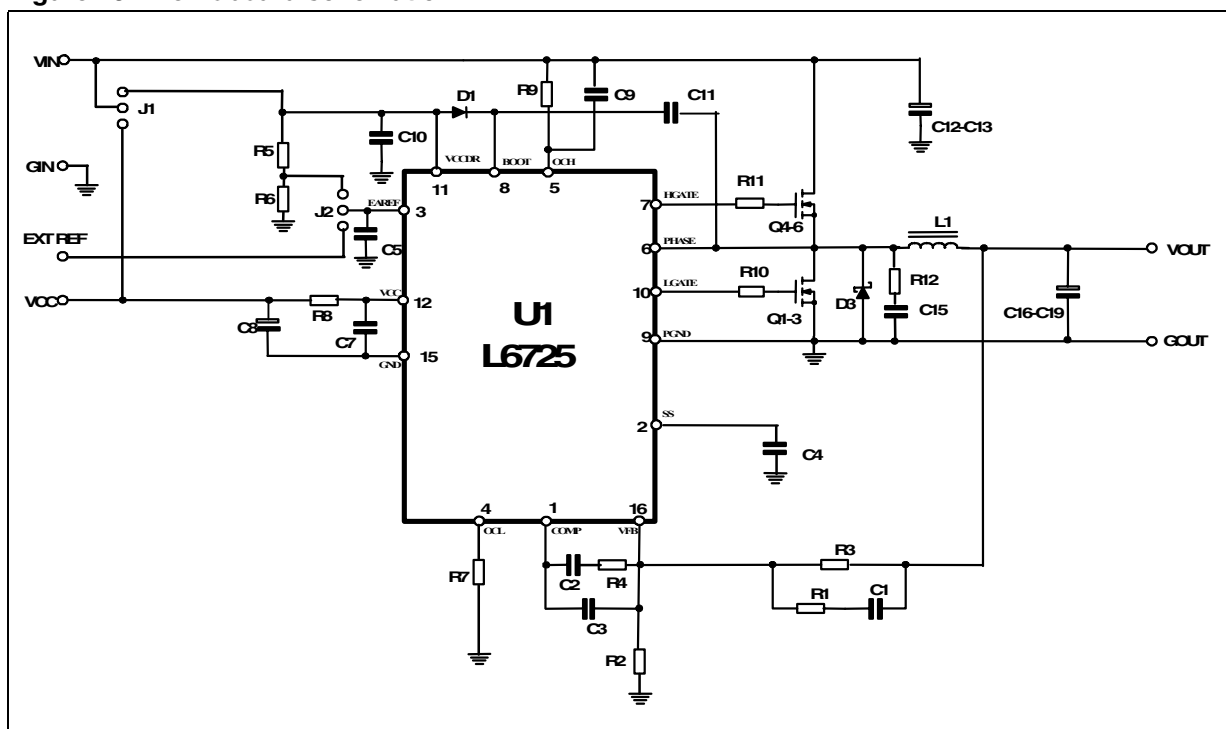 VIN
J1
R9
C9
C11
C12-C13
D1
C10
R5
GIN
VCCDR
BOOT
OCH
11
8
5
R6
J2
EAREF
3
HGATE
7
R11
Q4-6
L1
EXT REF
C5
PHASE
6
VOUT
R12
VCC
VCC
12
LGATE
10
R10
D3
C15
C16-C19
R8
C8
C7
U1
Q1-3
L6725
15
GND
PGND
9
GOUT
SS
2
C4
4
1
16
OCL
COMP
VFB
R3
R7
C2
R4
R1
C1
C3
R2